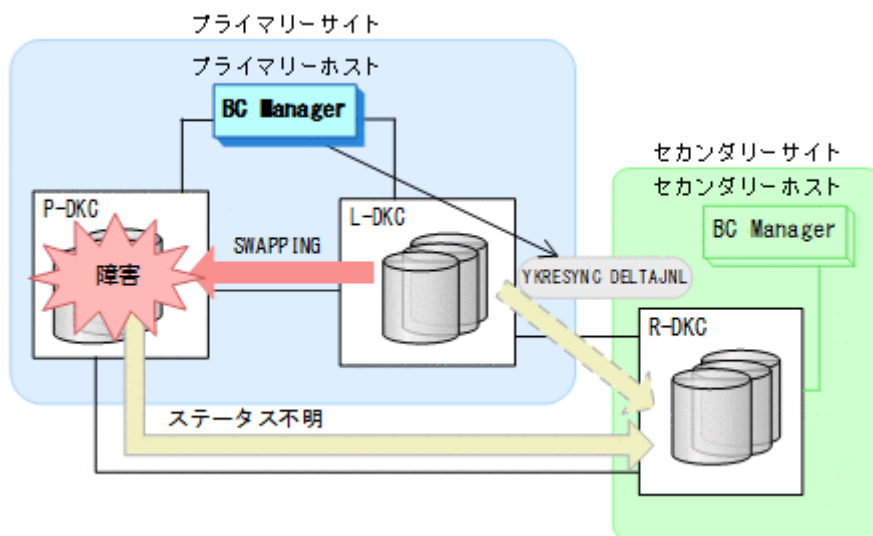 プライマリーサイト
プライマリーホスト
BC Manager
セカンダリーサイト
セカンダリーホスト
BC Manager
P-DKC
L-DKC
SWAPPING
障害
YKRESYNC DELTAJNL
R-DKC
ステータス不明